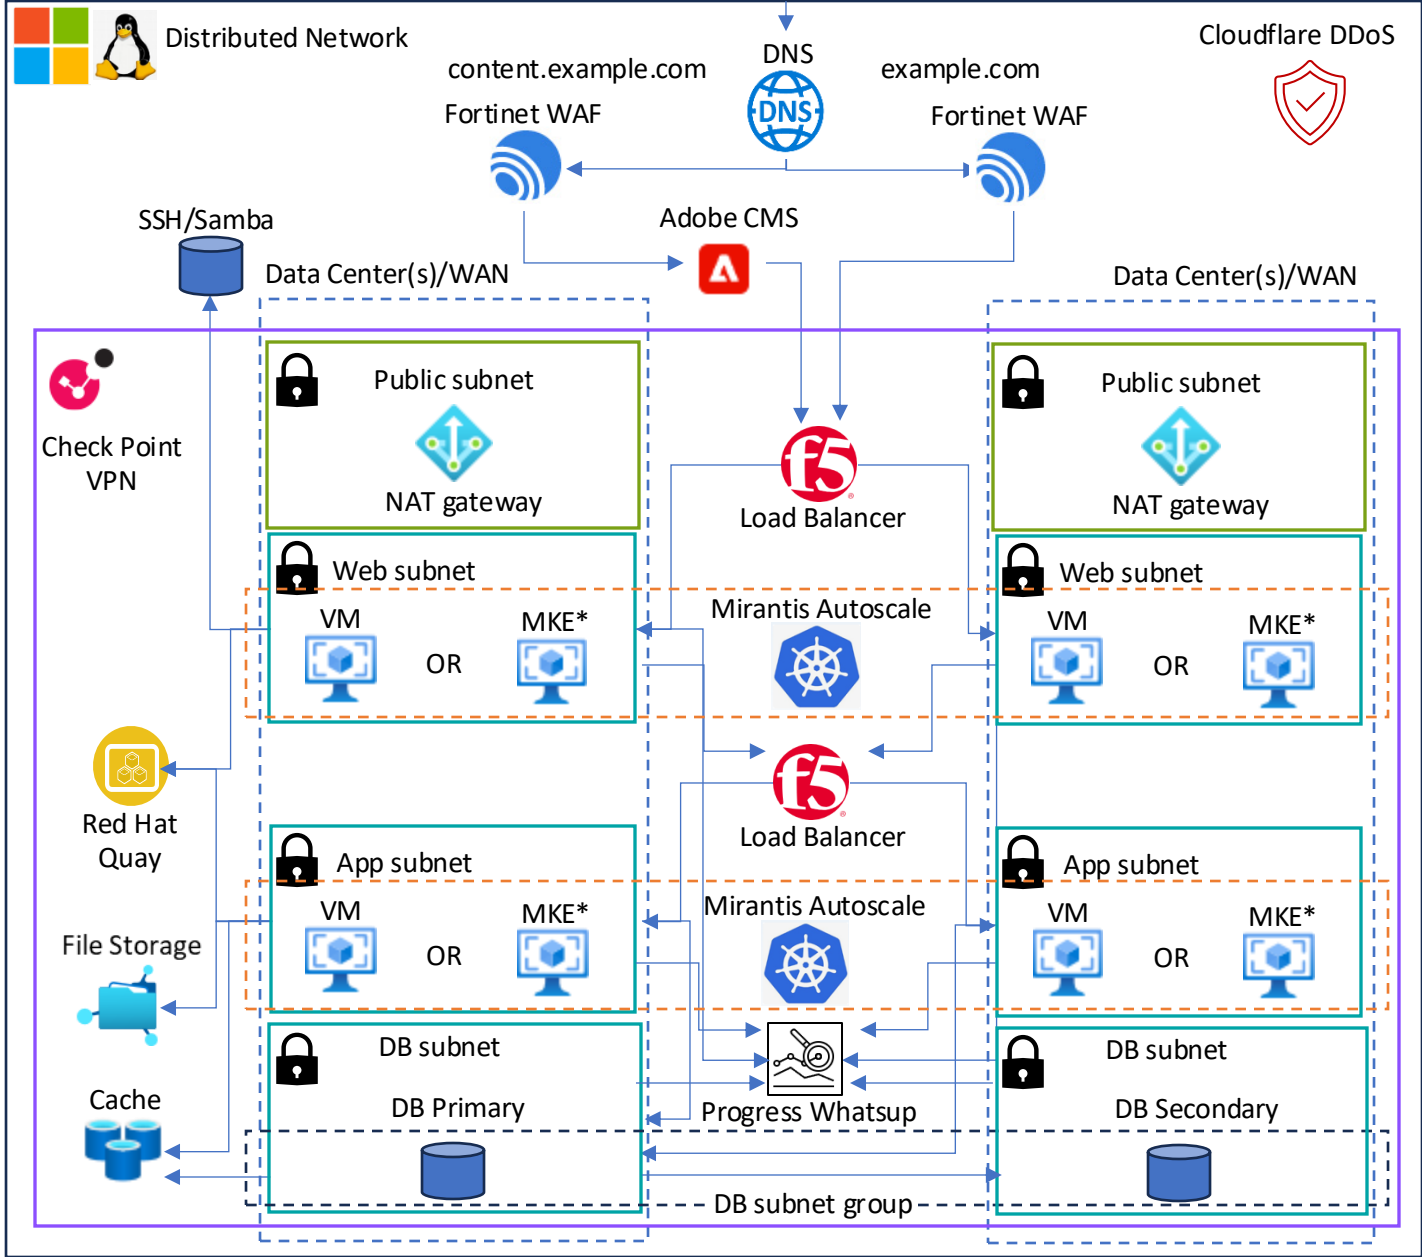 Distributed Network
Cloudflare DDoS
DNS
content.example.com
example.com
DNS
Fortinet WAF
Fortinet WAF
SSH/Samba
Adobe CMS
Data Center(s)/WAN
Data Center(s)/WAN
Check Point
VPN
Public subnet
NAT gateway
f5
Load Balancer
Public subnet
NAT gateway
Web subnet
VM
OR
MKE*
Mirantis Autoscale
Web subnet
VM
OR
MKE*
Red Hat
Quay
f5
Load Balancer
App subnet
VM
OR
MKE*
Mirantis Autoscale
App subnet
VM
OR
MKE*
File Storage
DB subnet
DB subnet
Cache
DB Primary
Progress Whatsup
DB Secondary
DB subnet group